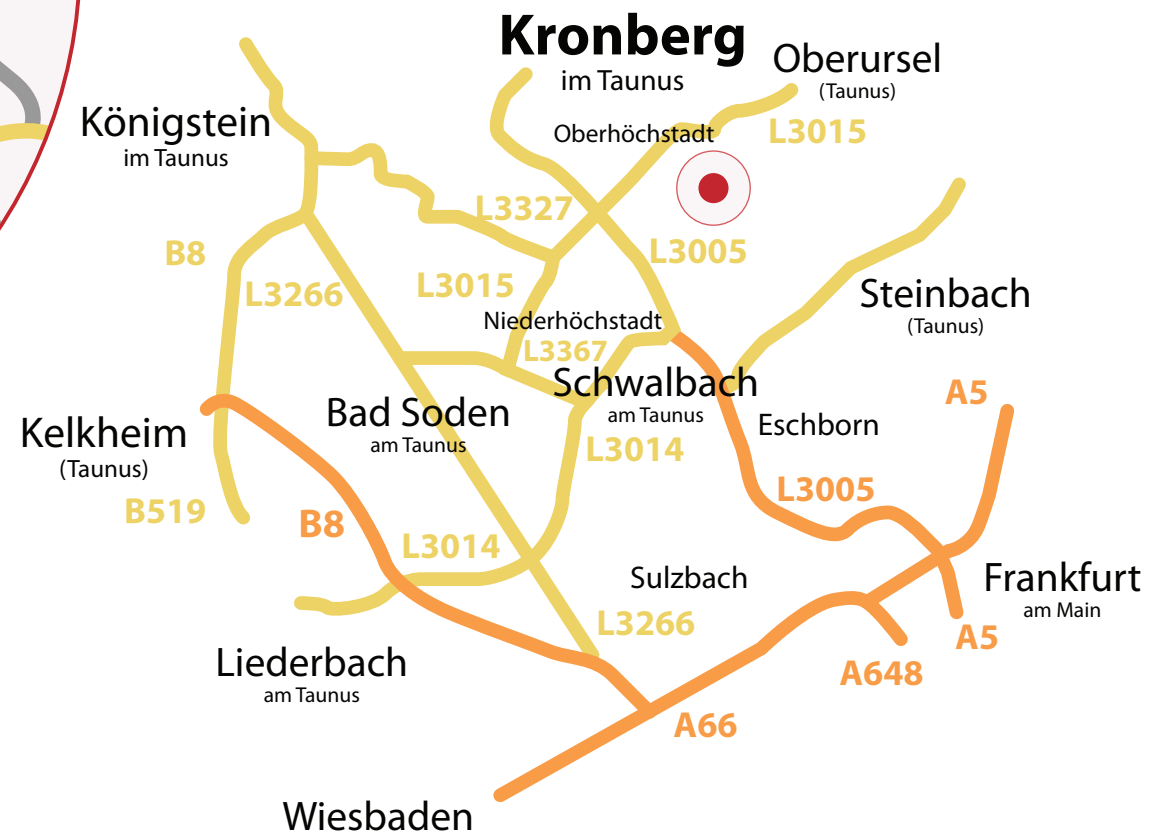 Kronberg
im Taunus
Oberursel
(Taunus)
Königstein
im Taunus
Oberhöchstadt
L3015
L3327
B8
L3005
L3266
L3015
Steinbach
(Taunus)
Niederhöchstadt
L3367
Schwalbach
am Taunus
A5
Bad Soden
am Taunus
Eschborn
Kelkheim
(Taunus)
L3014
L3005
B519
B8
L3014
Sulzbach
Frankfurt
am Main
L3266
A5
Liederbach
am Taunus
A648
A66
Wiesbaden